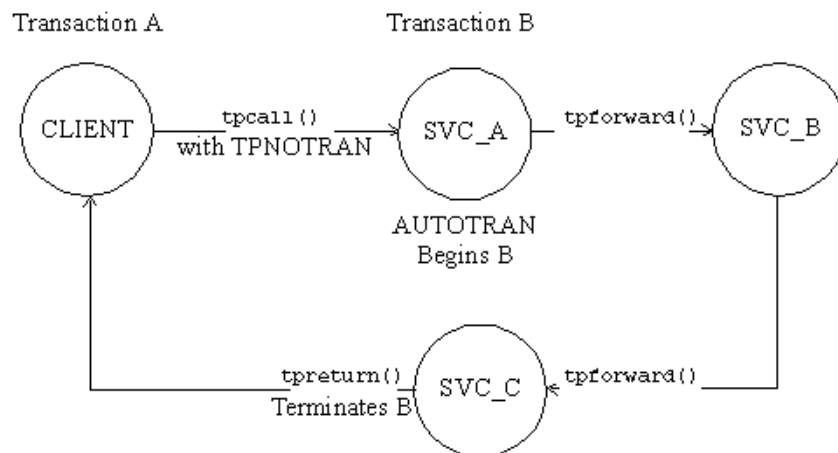 Transaction A
Transaction B
CLIENT
tpcall()
with TPNOTRAN
SVC_A
tpforward()
SVC_B
AUTOTRAN
Begins B
tpreturn()
Terminates B
SVC_C
tpforward()